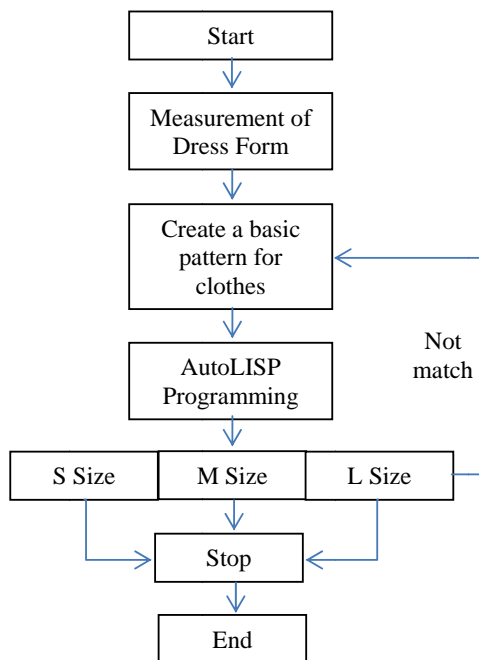 Start
Measurement of
Dress Form
Create a basic
pattern for
clothes
Not
match
AutoLISP
Programming
S Size
M Size
L Size
Stop
End